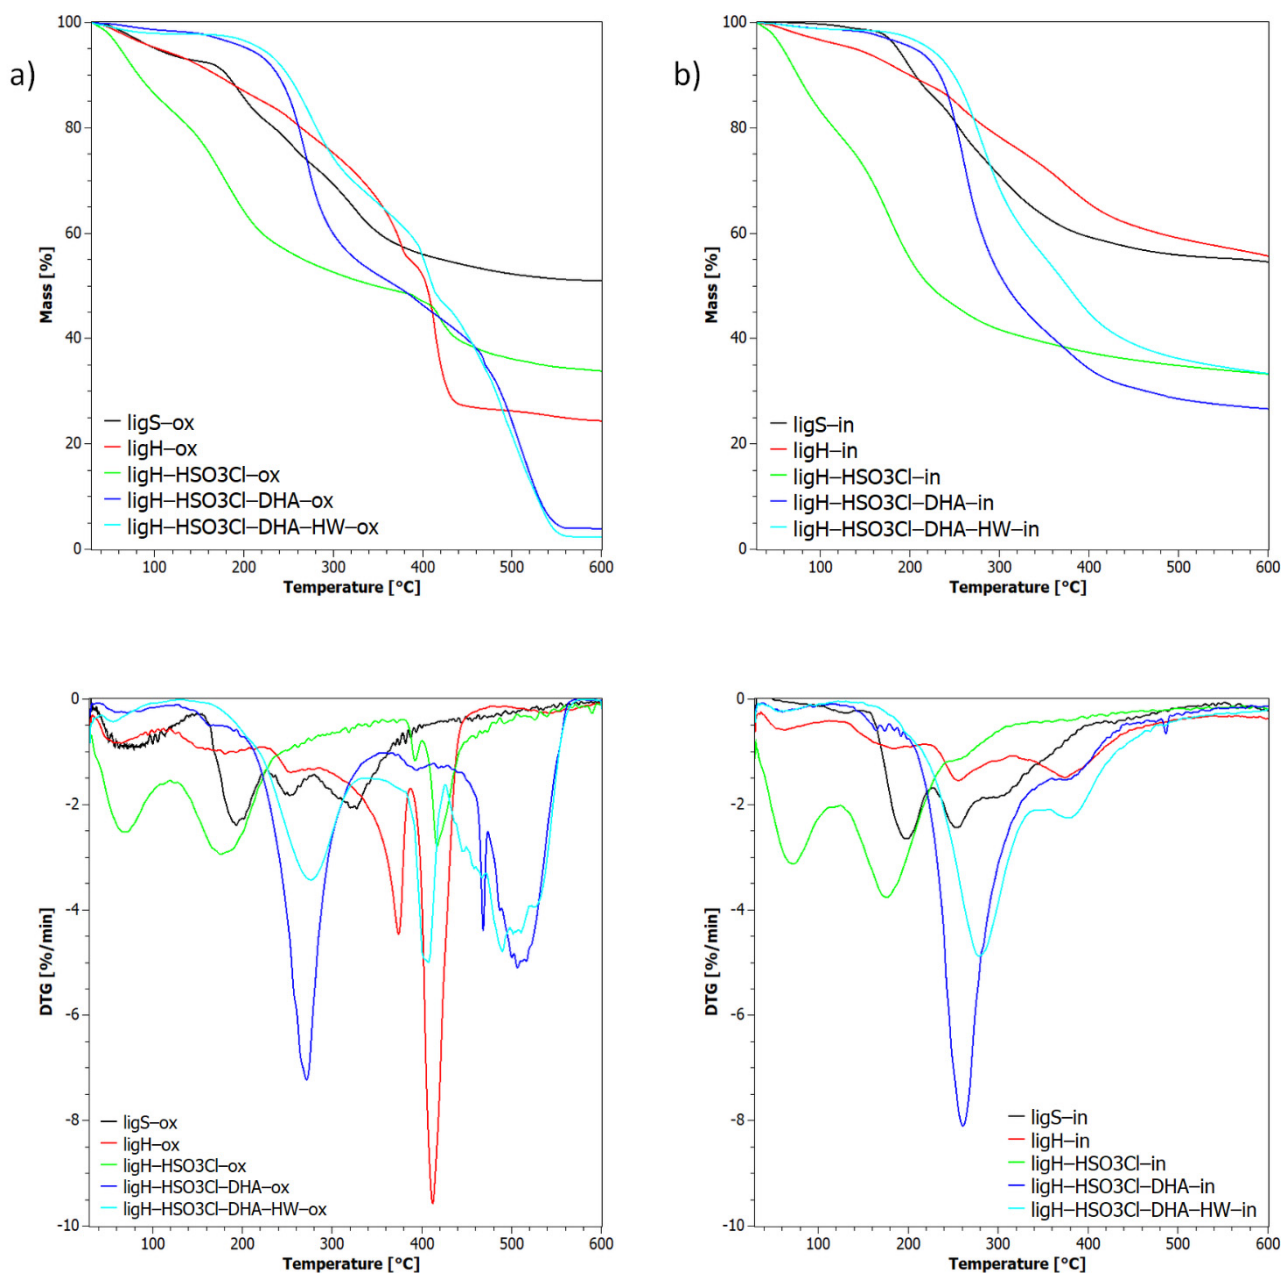 a)
100
80
60
40
20
0
Mass [%]
ligS–ox
ligH–ox
ligH–HSO3Cl–ox
ligH–HSO3Cl–DHA–ox
ligH–HSO3Cl–DHA–HW–ox
100 200 300 400 500 600
Temperature [°C]
b)
100
80
60
40
20
0
Mass [%]
ligS–in
ligH–in
ligH–HSO3Cl–in
ligH–HSO3Cl–DHA–in
ligH–HSO3Cl–DHA–HW–in
100 200 300 400 500 600
Temperature [°C]
0
-2
-4
-6
-8
-10
DTG [%/min]
ligS–ox
ligH–ox
ligH–HSO3Cl–ox
ligH–HSO3Cl–DHA–ox
ligH–HSO3Cl–DHA–HW–ox
100 200 300 400 500 600
Temperature [°C]
0
-2
-4
-6
-8
-10
DTG [%/min]
ligS–in
ligH–in
ligH–HSO3Cl–in
ligH–HSO3Cl–DHA–in
ligH–HSO3Cl–DHA–HW–in
100 200 300 400 500 600
Temperature [°C]